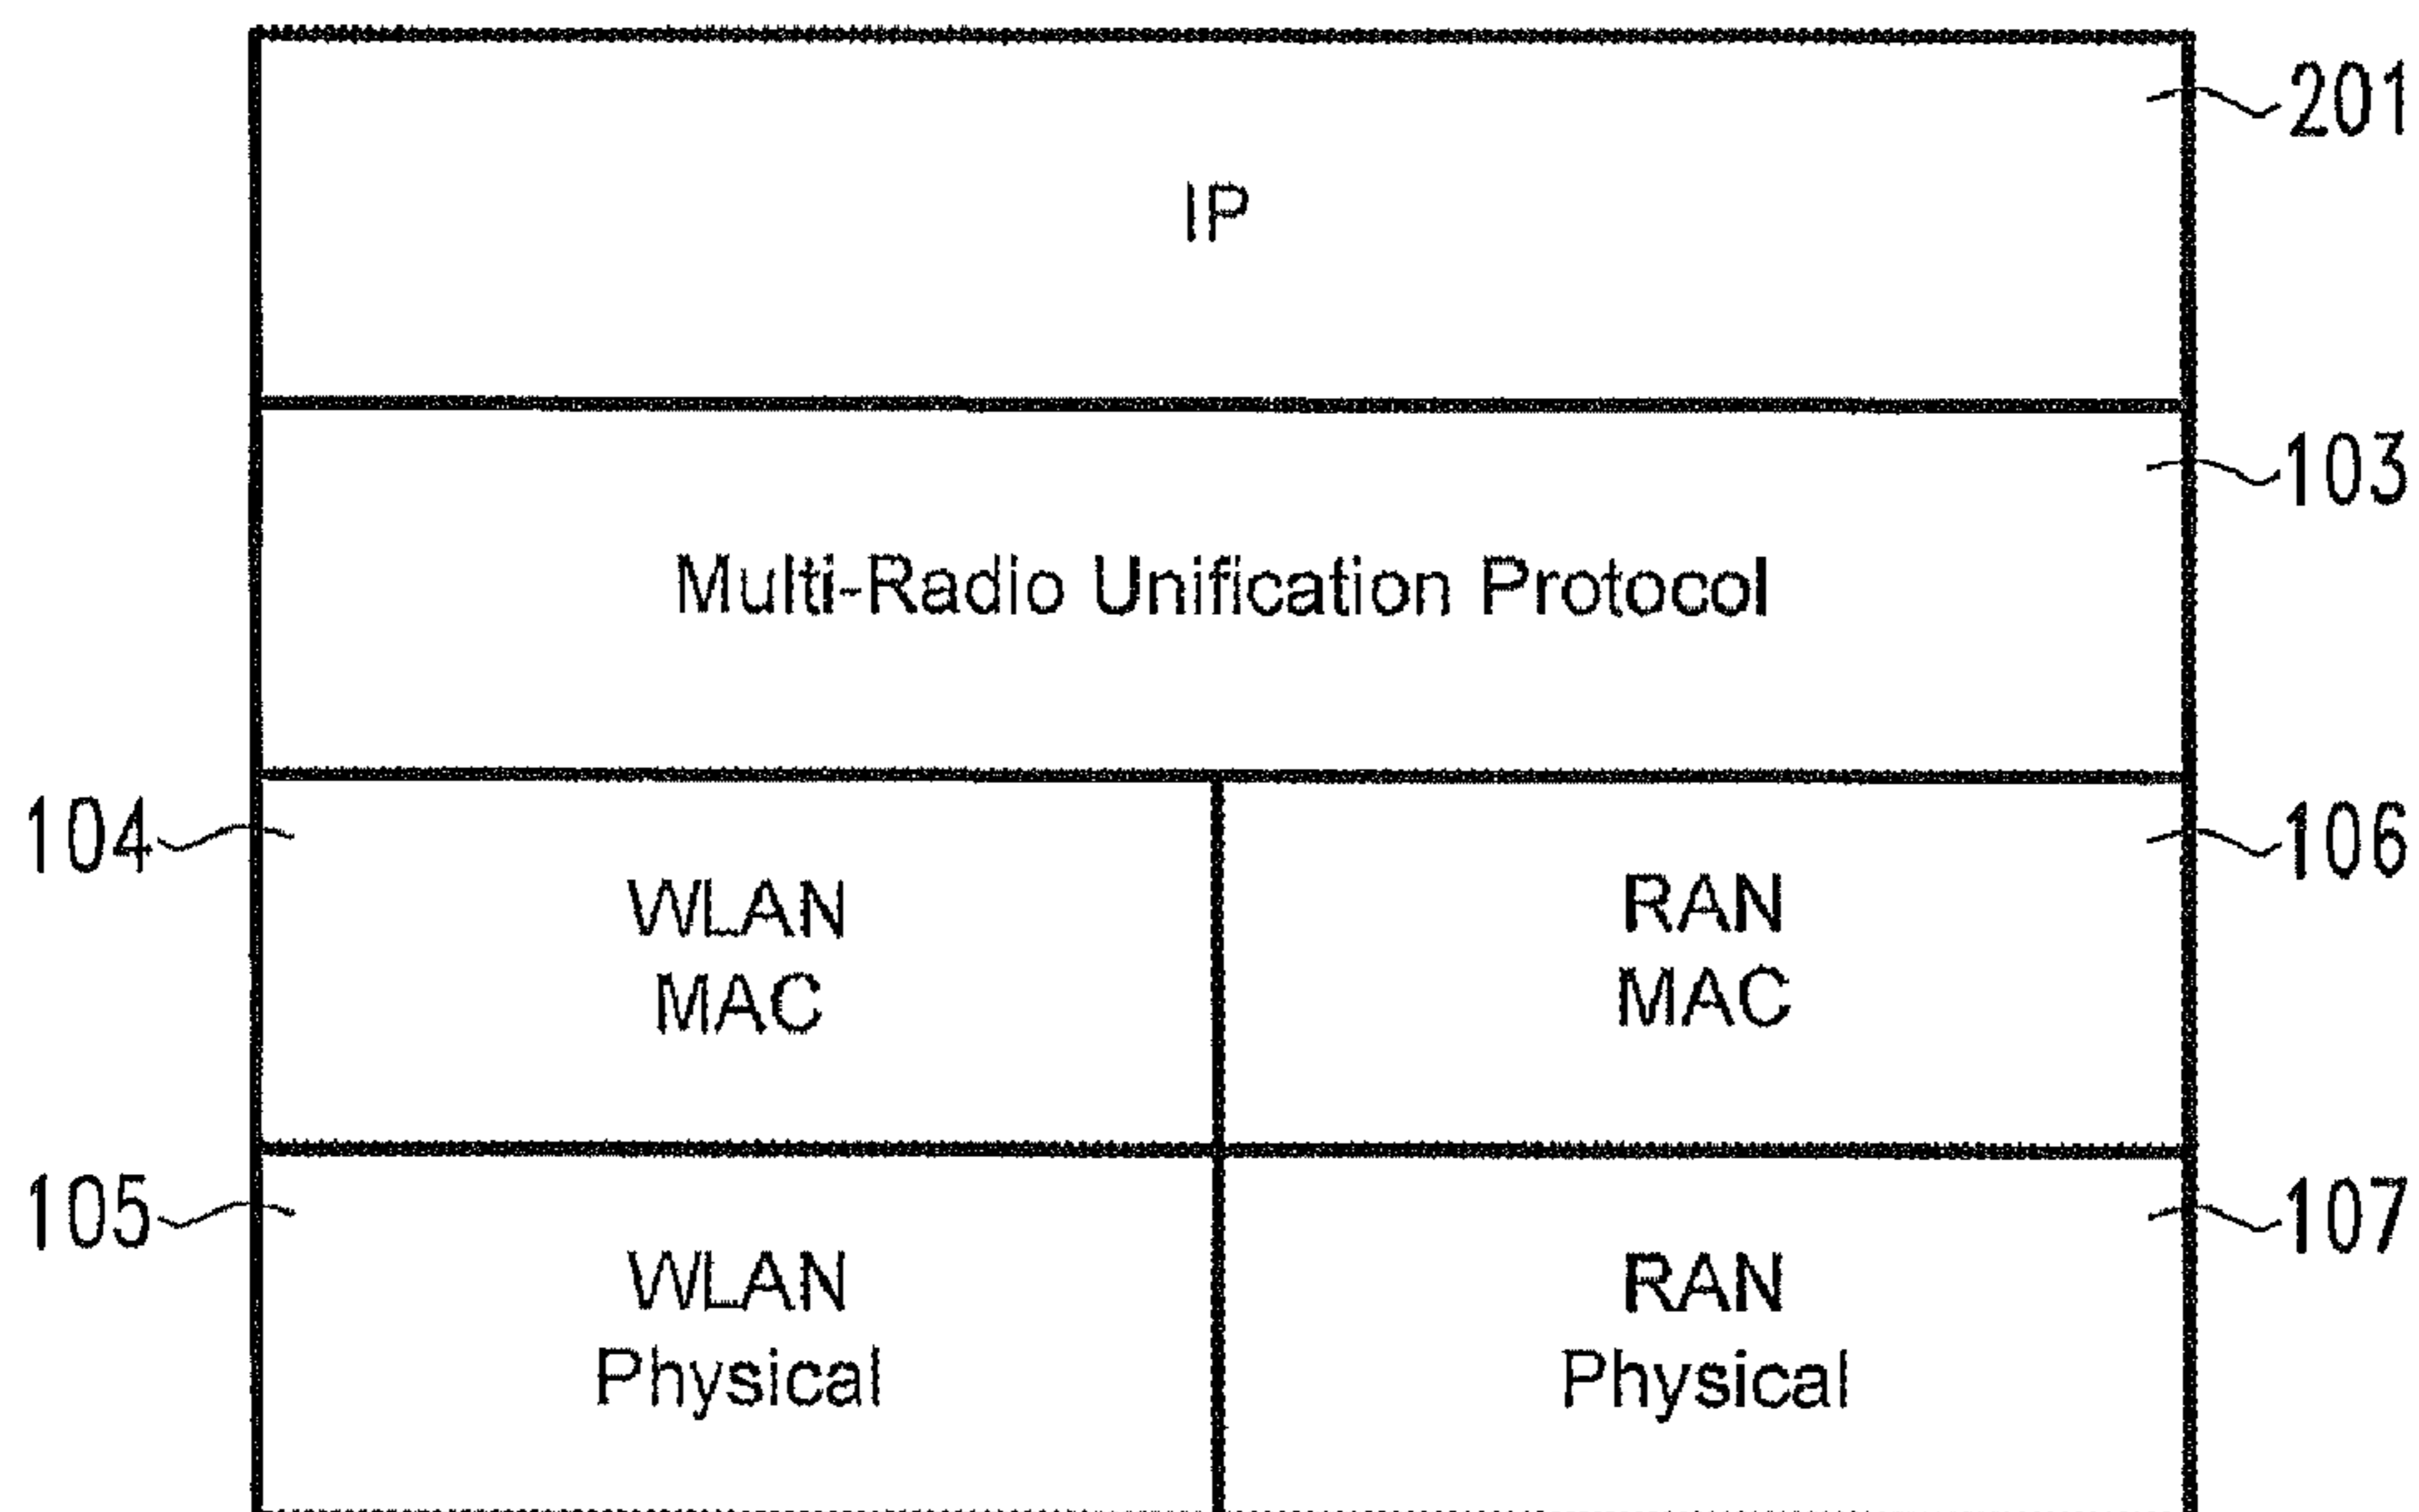 201
IP
103
Multi-Radio Unification Protocol
104
106
WLAN
MAC
RAN
MAC
105
107
WLAN
Physical
RAN
Physical